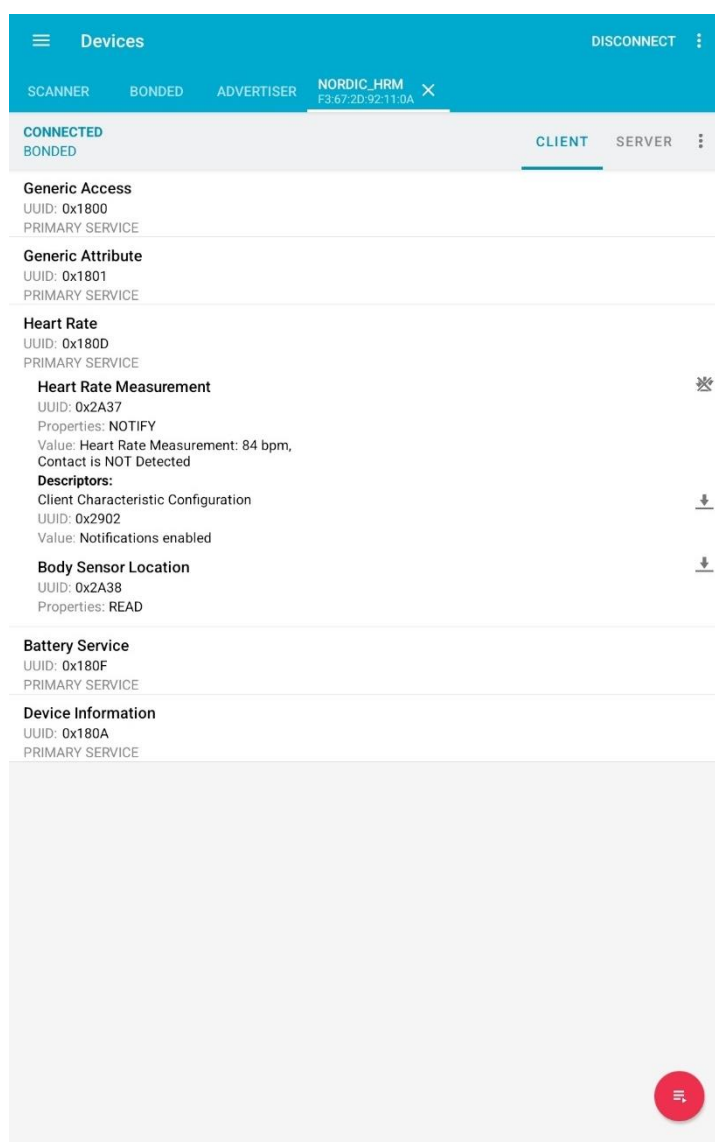 Devices
DISCONNECT
SCANNER
BONDED
ADVERTISER
NORDIC_HRM
F3:67:2D:92:11:0A
CONNECTED
BONDED
CLIENT
SERVER
Generic Access
UUID: 0x1800
PRIMARY SERVICE
Generic Attribute
UUID: 0x1801
PRIMARY SERVICE
Heart Rate
UUID: 0x180D
PRIMARY SERVICE
Heart Rate Measurement
UUID: 0x2A37
Properties: NOTIFY
Value: Heart Rate Measurement: 84 bpm,
Contact is NOT Detected
Descriptors:
Client Characteristic Configuration
UUID: 0x2902
Value: Notifications enabled
Body Sensor Location
UUID: 0x2A38
Properties: READ
Battery Service
UUID: 0x180F
PRIMARY SERVICE
Device Information
UUID: 0x180A
PRIMARY SERVICE